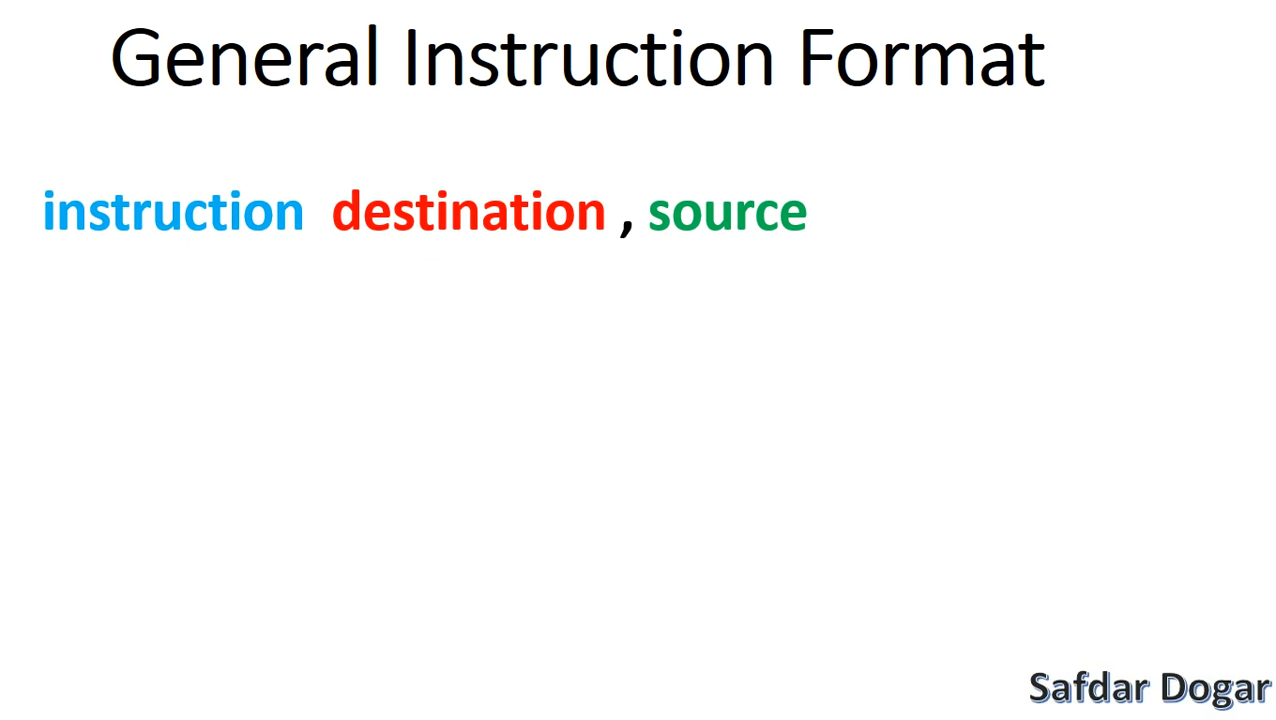 General Instruction Format
instruction destination , source
Safdar Dogar